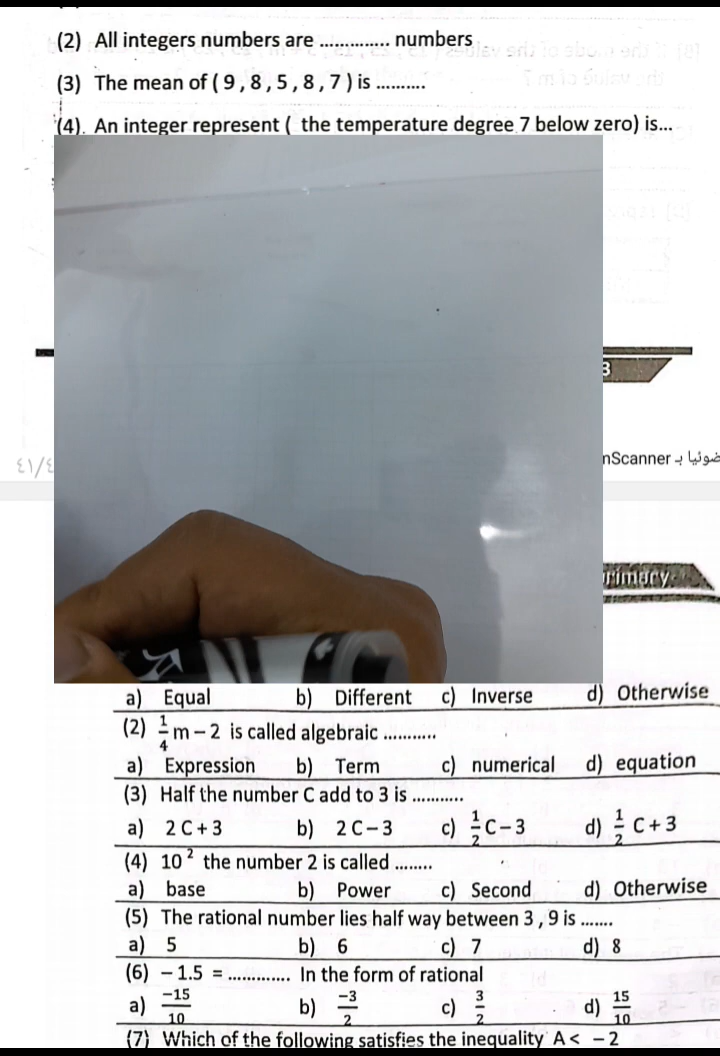 (2) All integers numbers are .............. numbers
(3) The mean of ( 9 , 8 , 5 , 8 , 7 ) is ..........
(4). An integer represent ( the temperature degree 7 below zero) is...
3
٤/١٤
nScanner ضوئيا بـ
rimary
a) Equal b) Different c) Inverse d) Otherwise
(2) 1/4 m – 2 is called algebraic ...........
a) Expression b) Term c) numerical d) equation
(3) Half the number C add to 3 is ...........
a) 2 C + 3 b) 2 C – 3 c) 1/2 C – 3 d) 1/2 C + 3
(4) 10² the number 2 is called ........
a) base b) Power c) Second d) Otherwise
(5) The rational number lies half way between 3 , 9 is .......
a) 5 b) 6 c) 7 d) 8
(6) – 1.5 = ............. In the form of rational
a) –15/10 b) –3/2 c) 3/2 d) 15/10
(7) Which of the following satisfies the inequality A < – 2